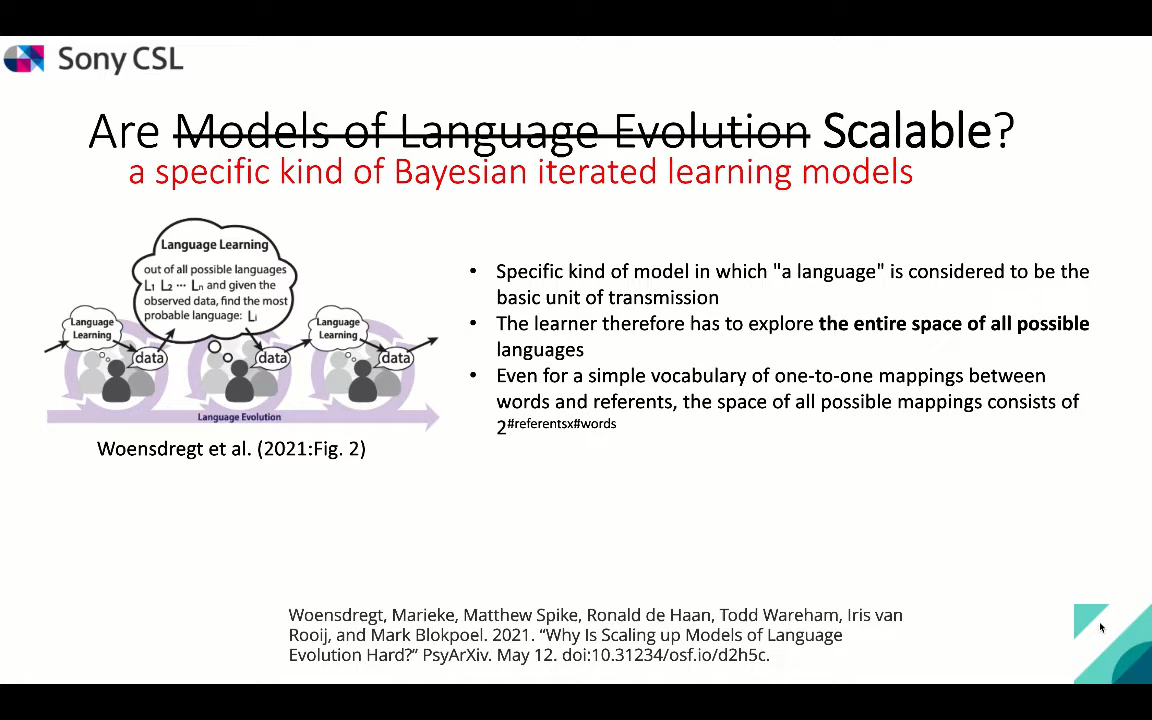 Sony CSL
Are Models of Language Evolution Scalable?
a specific kind of Bayesian iterated learning models
Language Learning
out of all possible languages
L₁ L₂ ... Lₙ and given the
observed data, find the most
probable language: Lᵢ
Language
Learning
data
data
Language
Learning
data
Language Evolution
Woensdregt et al. (2021:Fig. 2)
• Specific kind of model in which "a language" is considered to be the
basic unit of transmission
• The learner therefore has to explore the entire space of all possible
languages
• Even for a simple vocabulary of one-to-one mappings between
words and referents, the space of all possible mappings consists of
2^#referentsx#words
Woensdregt, Marieke, Matthew Spike, Ronald de Haan, Todd Wareham, Iris van
Rooij, and Mark Blokpoel. 2021. “Why Is Scaling up Models of Language
Evolution Hard?” PsyArXiv. May 12. doi:10.31234/osf.io/d2h5c.